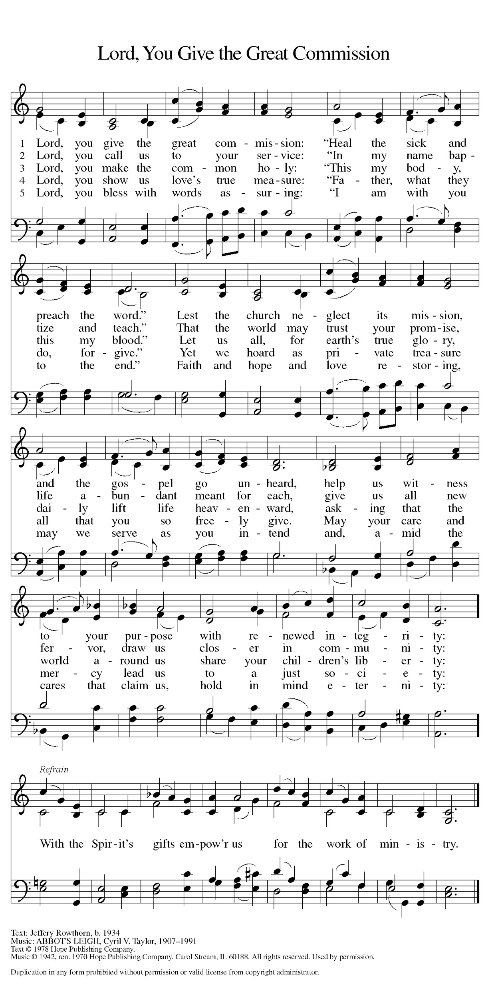 Lord, You Give the Great Commission
1 Lord, you give the great com - mis - sion: “Heal the sick and
2 Lord, you call us to your ser - vice: “In my name bap -
3 Lord, you make the com - mon ho - ly: “This my bod - y,
4 Lord, you show us love’s true mea - sure: “Fa - ther, what they
5 Lord, you bless with words as - sur - ing: “I am with you
preach the word.” Lest the church ne - glect its mis - sion,
tize and teach.” That the world may trust your prom - ise,
this my blood.” Let us all, for earth’s true glo - ry,
do, for - give.” Yet we hoard as pri - vate trea - sure
to the end.” Faith and hope and love re - stor - ing,
and the gos - pel go un - heard, help us wit - ness
life a - bun - dant meant for each, give us all new
dai - ly lift life heav - en - ward, ask - ing that the
all that you so free - ly give. May your care and
may we serve as you in - tend and, a - mid the
to your pur - pose with re - newed in - teg - ri - ty:
fer - vor, draw us clos - er in com - mu - ni - ty:
world a - round us share your chil - dren’s lib - er - ty:
mer - cy lead us to a just so - ci - e - ty:
cares that claim us, hold in mind e - ter - ni - ty:
Refrain
With the Spir - it’s gifts em - pow’r us for the work of min - is - try.
Text: Jeffery Rowthorn, b. 1934
Music: ABBOT'S LEIGH, Cyril V. Taylor, 1907–1991
Text © 1978 Hope Publishing Company.
Music © 1942, ren. 1970 Hope Publishing Company, Carol Stream, IL 60188. All rights reserved. Used by permission.
Duplication in any form prohibited without permission or valid license from copyright administrator.